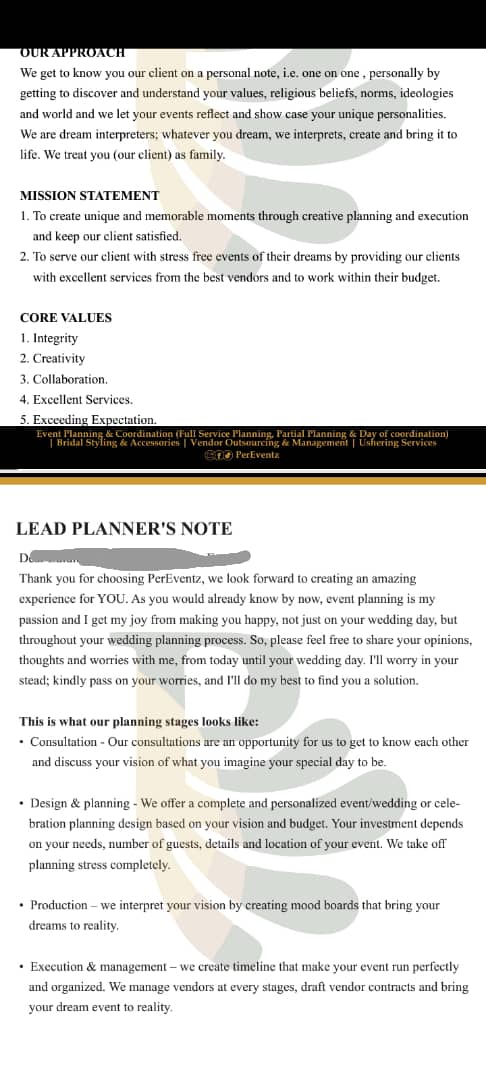 OUR APPROACH
We get to know you our client on a personal note, i.e. one on one , personally by
getting to discover and understand your values, religious beliefs, norms, ideologies
and world and we let your events reflect and show case your unique personalities.
We are dream interpreters; whatever you dream, we interprets, create and bring it to
life. We treat you (our client) as family.
MISSION STATEMENT
1. To create unique and memorable moments through creative planning and execution
and keep our client satisfied.
2. To serve our client with stress free events of their dreams by providing our clients
with excellent services from the best vendors and to work within their budget.
CORE VALUES
1. Integrity
2. Creativity
3. Collaboration.
4. Excellent Services.
5. Exceeding Expectation.
Event Planning & Coordination (Full Service Planning, Partial Planning & Day of coordination)
| Bridal Styling & Accessories | Vendor Outsourcing & Management | Ushering Services
PerEventz
LEAD PLANNER'S NOTE
Thank you for choosing PerEventz, we look forward to creating an amazing
experience for YOU. As you would already know by now, event planning is my
passion and I get my joy from making you happy, not just on your wedding day, but
throughout your wedding planning process. So, please feel free to share your opinions,
thoughts and worries with me, from today until your wedding day. I'll worry in your
stead; kindly pass on your worries, and I'll do my best to find you a solution.
This is what our planning stages looks like:
• Consultation - Our consultations are an opportunity for us to get to know each other
and discuss your vision of what you imagine your special day to be.
• Design & planning - We offer a complete and personalized event/wedding or cele-
bration planning design based on your vision and budget. Your investment depends
on your needs, number of guests, details and location of your event. We take off
planning stress completely.
• Production – we interpret your vision by creating mood boards that bring your
dreams to reality.
• Execution & management – we create timeline that make your event run perfectly
and organized. We manage vendors at every stages, draft vendor contracts and bring
your dream event to reality.